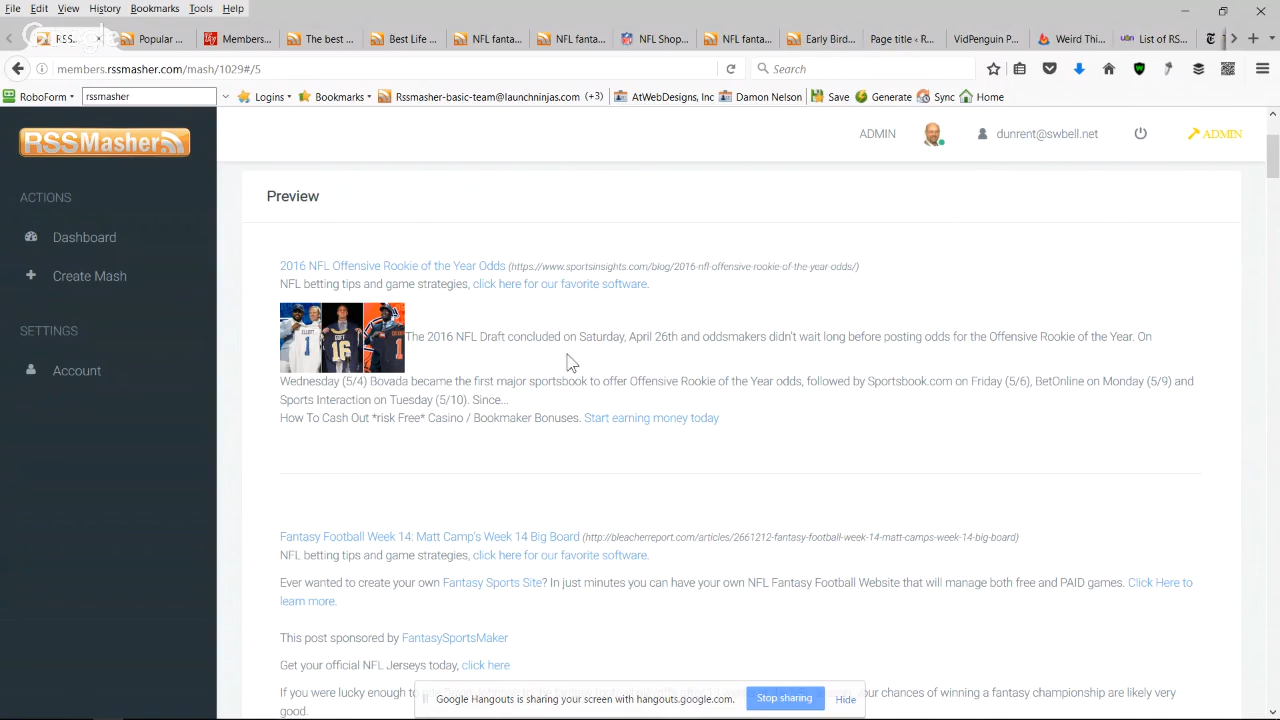 File Edit View History Bookmarks Tools Help
Google
RSS... Popular ... Members... The best ... Best Life... NFL fanta... NFL fanta... NFL Shop... NFL fanta... Early Bird... Page title ‹ R... VidPenguin | ... Weird Thi... List of RS...
members.rssmasher.com/mash/1029#/5 Search
RoboForm rssmasher Logins Bookmarks Rssmasher-basic-team@launchninjas.com (+3) AtWebDesigns, I... Damon Nelson Save Generate Sync Home
RSSMasher
ADMIN dunrent@swbell.net ADMIN
ACTIONS
Dashboard
Create Mash
SETTINGS
Account
Preview
2016 NFL Offensive Rookie of the Year Odds (https://www.sportsinsights.com/blog/2016-nfl-offensive-rookie-of-the-year-odds/)
NFL betting tips and game strategies, click here for our favorite software.
ELLIOTT 1 GOFF 16 1
The 2016 NFL Draft concluded on Saturday, April 26th and oddsmakers didn't wait long before posting odds for the Offensive Rookie of the Year. On
Wednesday (5/4) Bovada became the first major sportsbook to offer Offensive Rookie of the Year odds, followed by Sportsbook.com on Friday (5/6), BetOnline on Monday (5/9) and
Sports Interaction on Tuesday (5/10). Since...
How To Cash Out *risk Free* Casino / Bookmaker Bonuses. Start earning money today
Fantasy Football Week 14: Matt Camp's Week 14 Big Board (http://bleacherreport.com/articles/2661212-fantasy-football-week-14-matt-camps-week-14-big-board)
NFL betting tips and game strategies, click here for our favorite software.
Ever wanted to create your own Fantasy Sports Site? In just minutes you can have your own NFL Fantasy Football Website that will manage both free and PAID games. Click Here to
learn more.
This post sponsored by FantasySportsMaker
Get your official NFL Jerseys today, click here
If you were lucky enough to our chances of winning a fantasy championship are likely very
good.
Google Hangouts is sharing your screen with hangouts.google.com. Stop sharing Hide